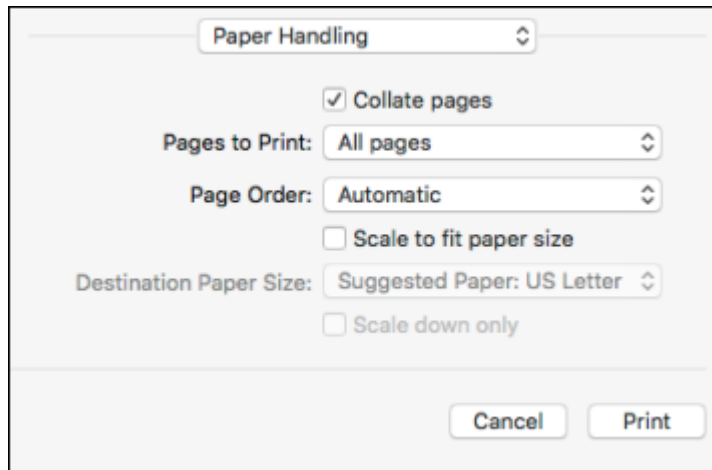 Paper Handling
Collate pages
Pages to Print: All pages
Page Order: Automatic
Scale to fit paper size
Destination Paper Size: Suggested Paper: US Letter
Scale down only
Cancel Print